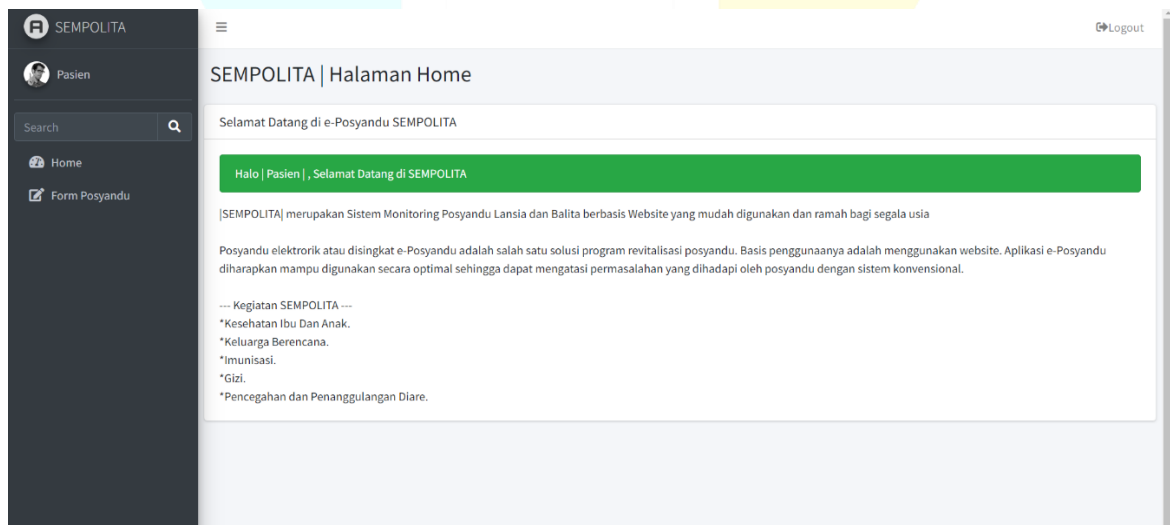 SEMPOLITA
Logout
Pasien
SEMPOLITA | Halaman Home
Search
Selamat Datang di e-Posyandu SEMPOLITA
Home
Halo | Pasien | , Selamat Datang di SEMPOLITA
Form Posyandu
|SEMPOLITA| merupakan Sistem Monitoring Posyandu Lansia dan Balita berbasis Website yang mudah digunakan dan ramah bagi segala usia
Posyandu elektrorik atau disingkat e-Posyandu adalah salah satu solusi program revitalisasi posyandu. Basis penggunaanya adalah menggunakan website. Aplikasi e-Posyandu
diharapkan mampu digunakan secara optimal sehingga dapat mengatasi permasalahan yang dihadapi oleh posyandu dengan sistem konvensional.
--- Kegiatan SEMPOLITA ---
*Kesehatan Ibu Dan Anak.
*Keluarga Berencana.
*Imunisasi.
*Gizi.
*Pencegahan dan Penanggulangan Diare.